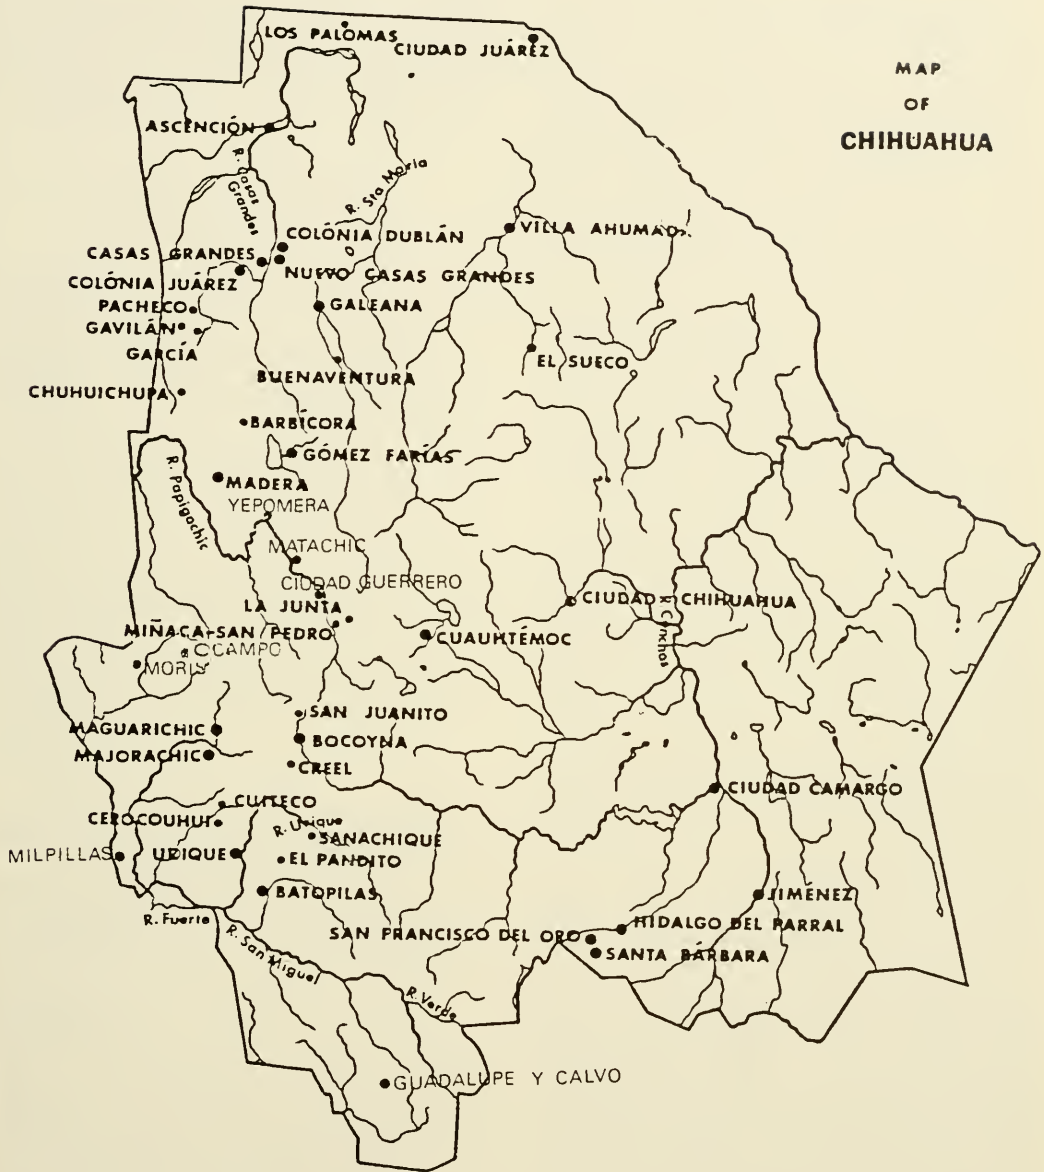 LOS PALOMAS
CIUDAD JUÁREZ
MAP
OF
CHIHUAHUA
ASCENCIÓN
R. Casas
Grandes
R. Sta Maria
COLÓNIA DUBLÁN
VILLA AHUMADA
CASAS GRANDES
NUEVO CASAS GRANDES
COLÓNIA JUÁREZ
PACHECO
GALEANA
GAVILÁN
GARCÍA
EL SUECO
BUENAVENTURA
CHUHUICHUPA
BARBÍCORA
GÓMEZ FARÍAS
R. Papigochic
MADERA
YEPOMERA
MATACHIC
CIUDAD GUERRERO
LA JUNTA
CIUDAD CHIHUAHUA
R. Conchos
MIÑACA-SAN PEDRO
CUAUHTÉMOC
OCAMPO
MORIS
SAN JUANITO
MAGUARICHIC
BOCOYNA
MAJORACHIC
CREEL
CIUDAD CAMARGO
CUITECO
CEROCOUHUI
R. Urique
SANACHIQUE
MILPILLAS
URIQUE
EL PANDITO
BATOPILAS
JIMÉNEZ
R. Fuerte
HIDALGO DEL PARRAL
SAN FRANCISCO DEL ORO
SANTA BÁRBARA
R. San Miguel
R. Verde
GUADALUPE Y CALVO